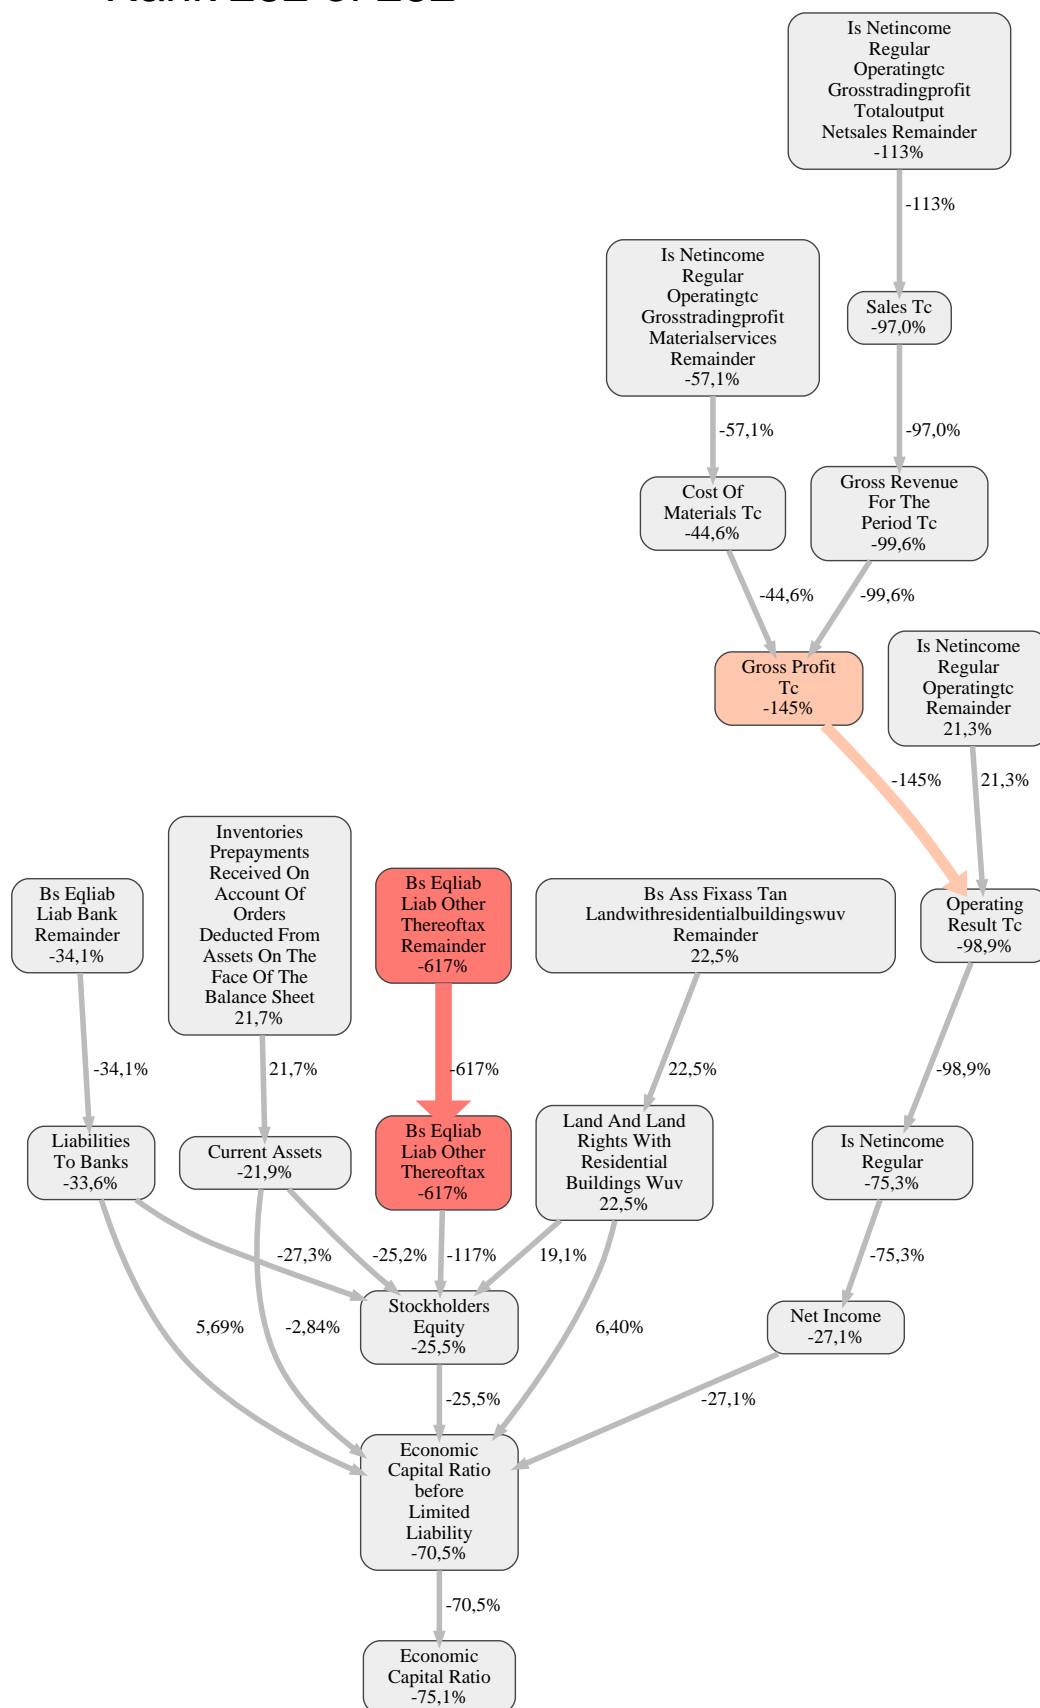 Is Netincome
Regular
Operatingtc
Grosstradingprofit
Totaloutput
Netsales Remainder
-113%
-113%
Is Netincome
Regular
Operatingtc
Grosstradingprofit
Materialservices
Remainder
-57,1%
Sales Tc
-97,0%
-57,1%
-97,0%
Cost Of
Materials Tc
-44,6%
Gross Revenue
For The
Period Tc
-99,6%
-44,6%
-99,6%
Gross Profit
Tc
-145%
Is Netincome
Regular
Operatingtc
Remainder
21,3%
-145%
21,3%
Bs Eqliab
Liab Bank
Remainder
-34,1%
Inventories
Prepayments
Received On
Account Of
Orders
Deducted From
Assets On The
Face Of The
Balance Sheet
21,7%
Bs Eqliab
Liab Other
Thereoftax
Remainder
-617%
Bs Ass Fixass Tan
Landwithresidentialbuildingswuv
Remainder
22,5%
Operating
Result Tc
-98,9%
-34,1%
21,7%
-617%
22,5%
-98,9%
Liabilities
To Banks
-33,6%
Current Assets
-21,9%
Bs Eqliab
Liab Other
Thereoftax
-617%
Land And Land
Rights With
Residential
Buildings Wuv
22,5%
Is Netincome
Regular
-75,3%
-27,3%
-25,2%
-117%
19,1%
-75,3%
Stockholders
Equity
-25,5%
Net Income
-27,1%
5,69%
-2,84%
6,40%
-25,5%
-27,1%
Economic
Capital Ratio
before
Limited
Liability
-70,5%
-70,5%
Economic
Capital Ratio
-75,1%